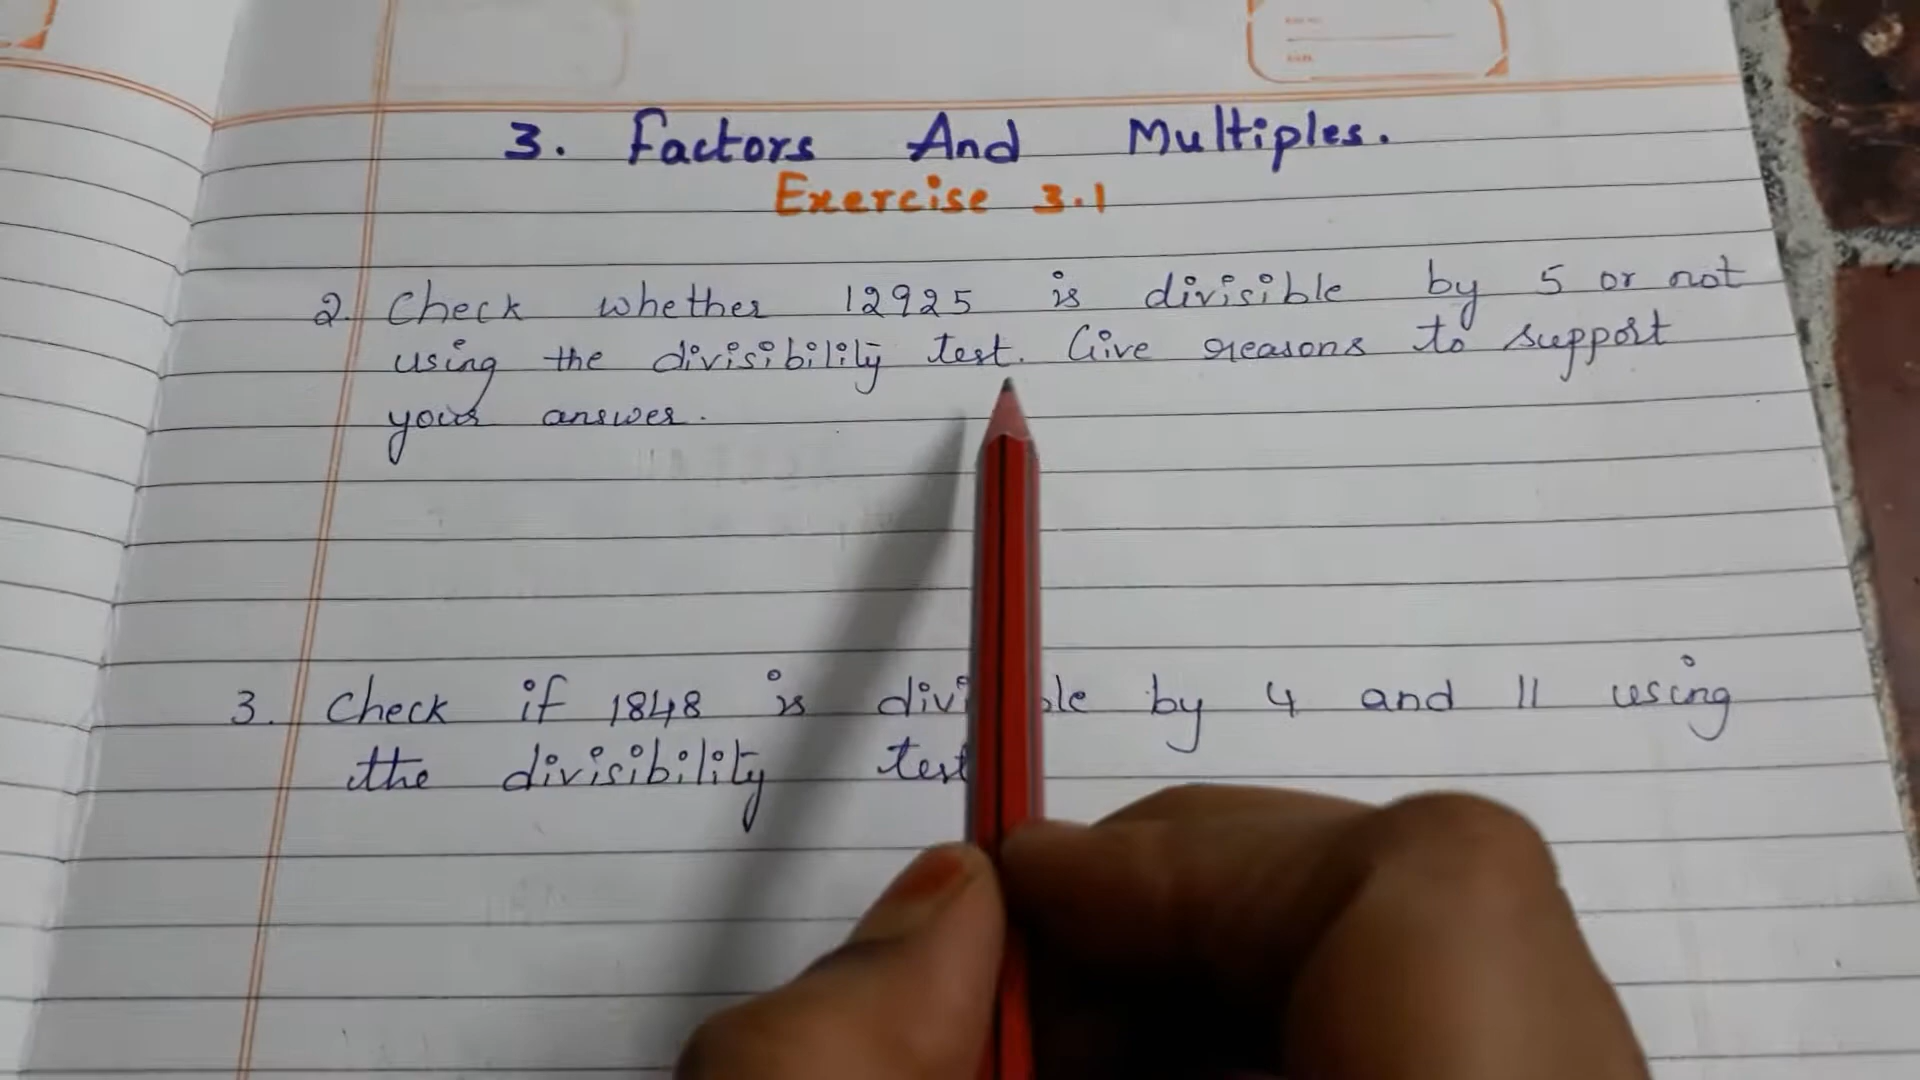 3. Factors And Multiples.
Exercise 3.1
2. Check whether 12925 is divisible by 5 or not
using the divisibility test. Give reasons to support
your answer.
3. Check if 1848 is by 4 and 11 using
the divisibility test